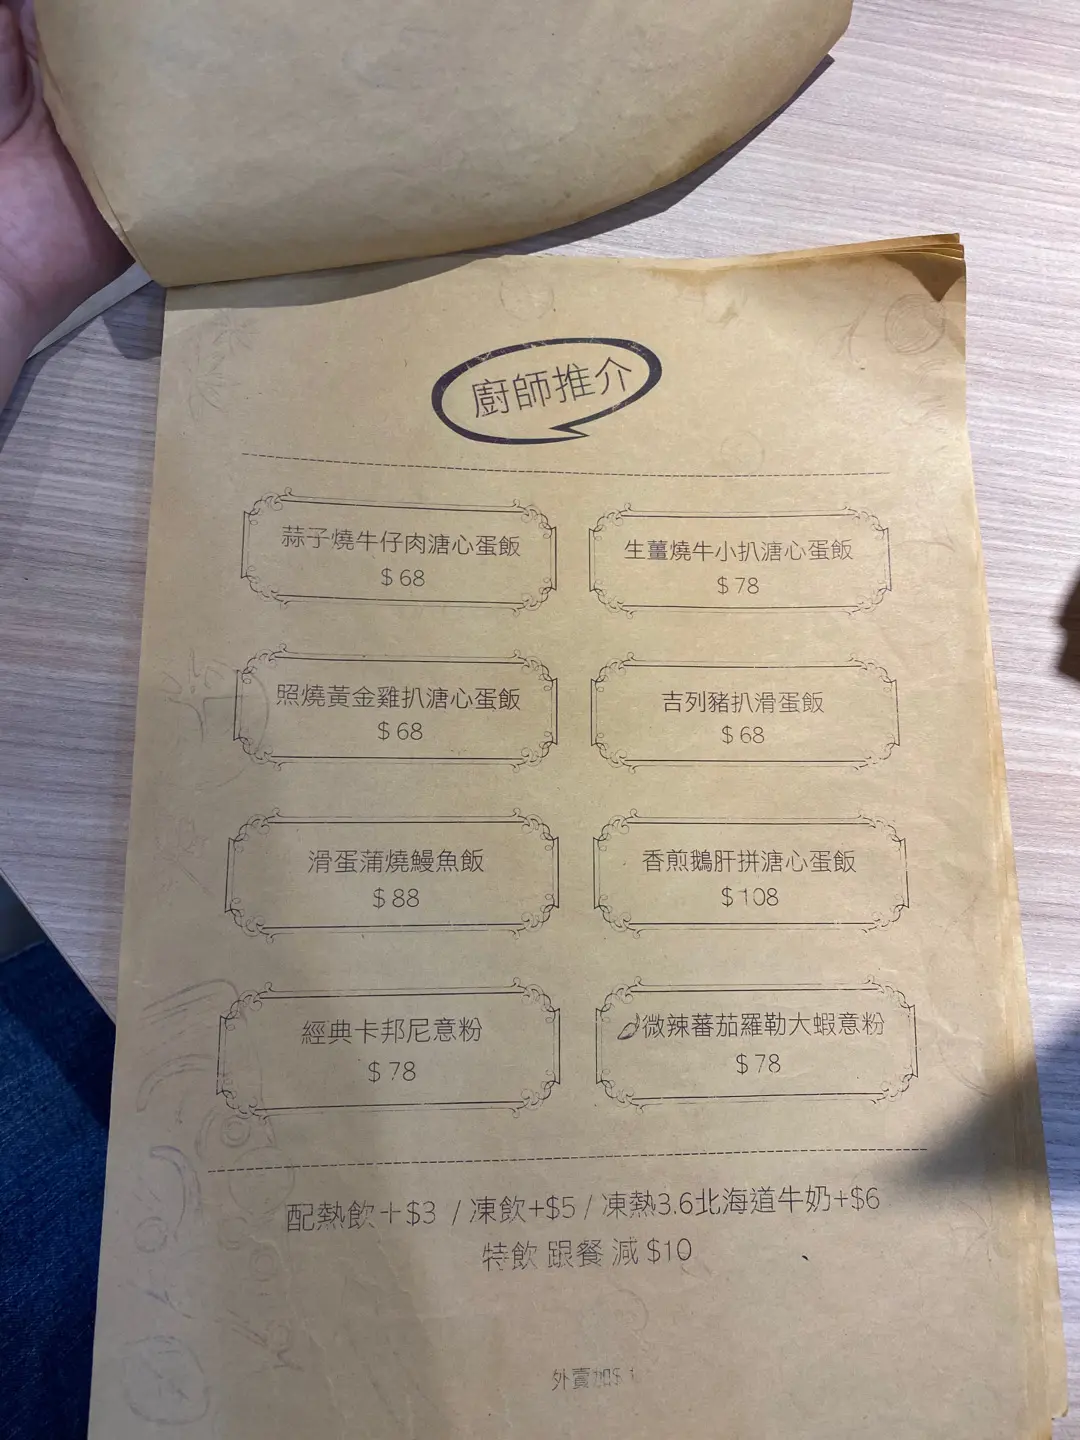 廚師推介
蒜子燒牛仔肉溏心蛋飯
$68
生薑燒牛小扒溏心蛋飯
$78
照燒黃金雞扒溏心蛋飯
$68
吉列豬扒滑蛋飯
$68
滑蛋蒲燒鰻魚飯
$88
香煎鵝肝拼溏心蛋飯
$108
經典卡邦尼意粉
$78
微辣蕃茄羅勒大蝦意粉
$78
配熱飲+$3 / 凍飲+$5 / 凍熱3.6北海道牛奶+$6
特飲 跟餐 減 $10
外賣加$1